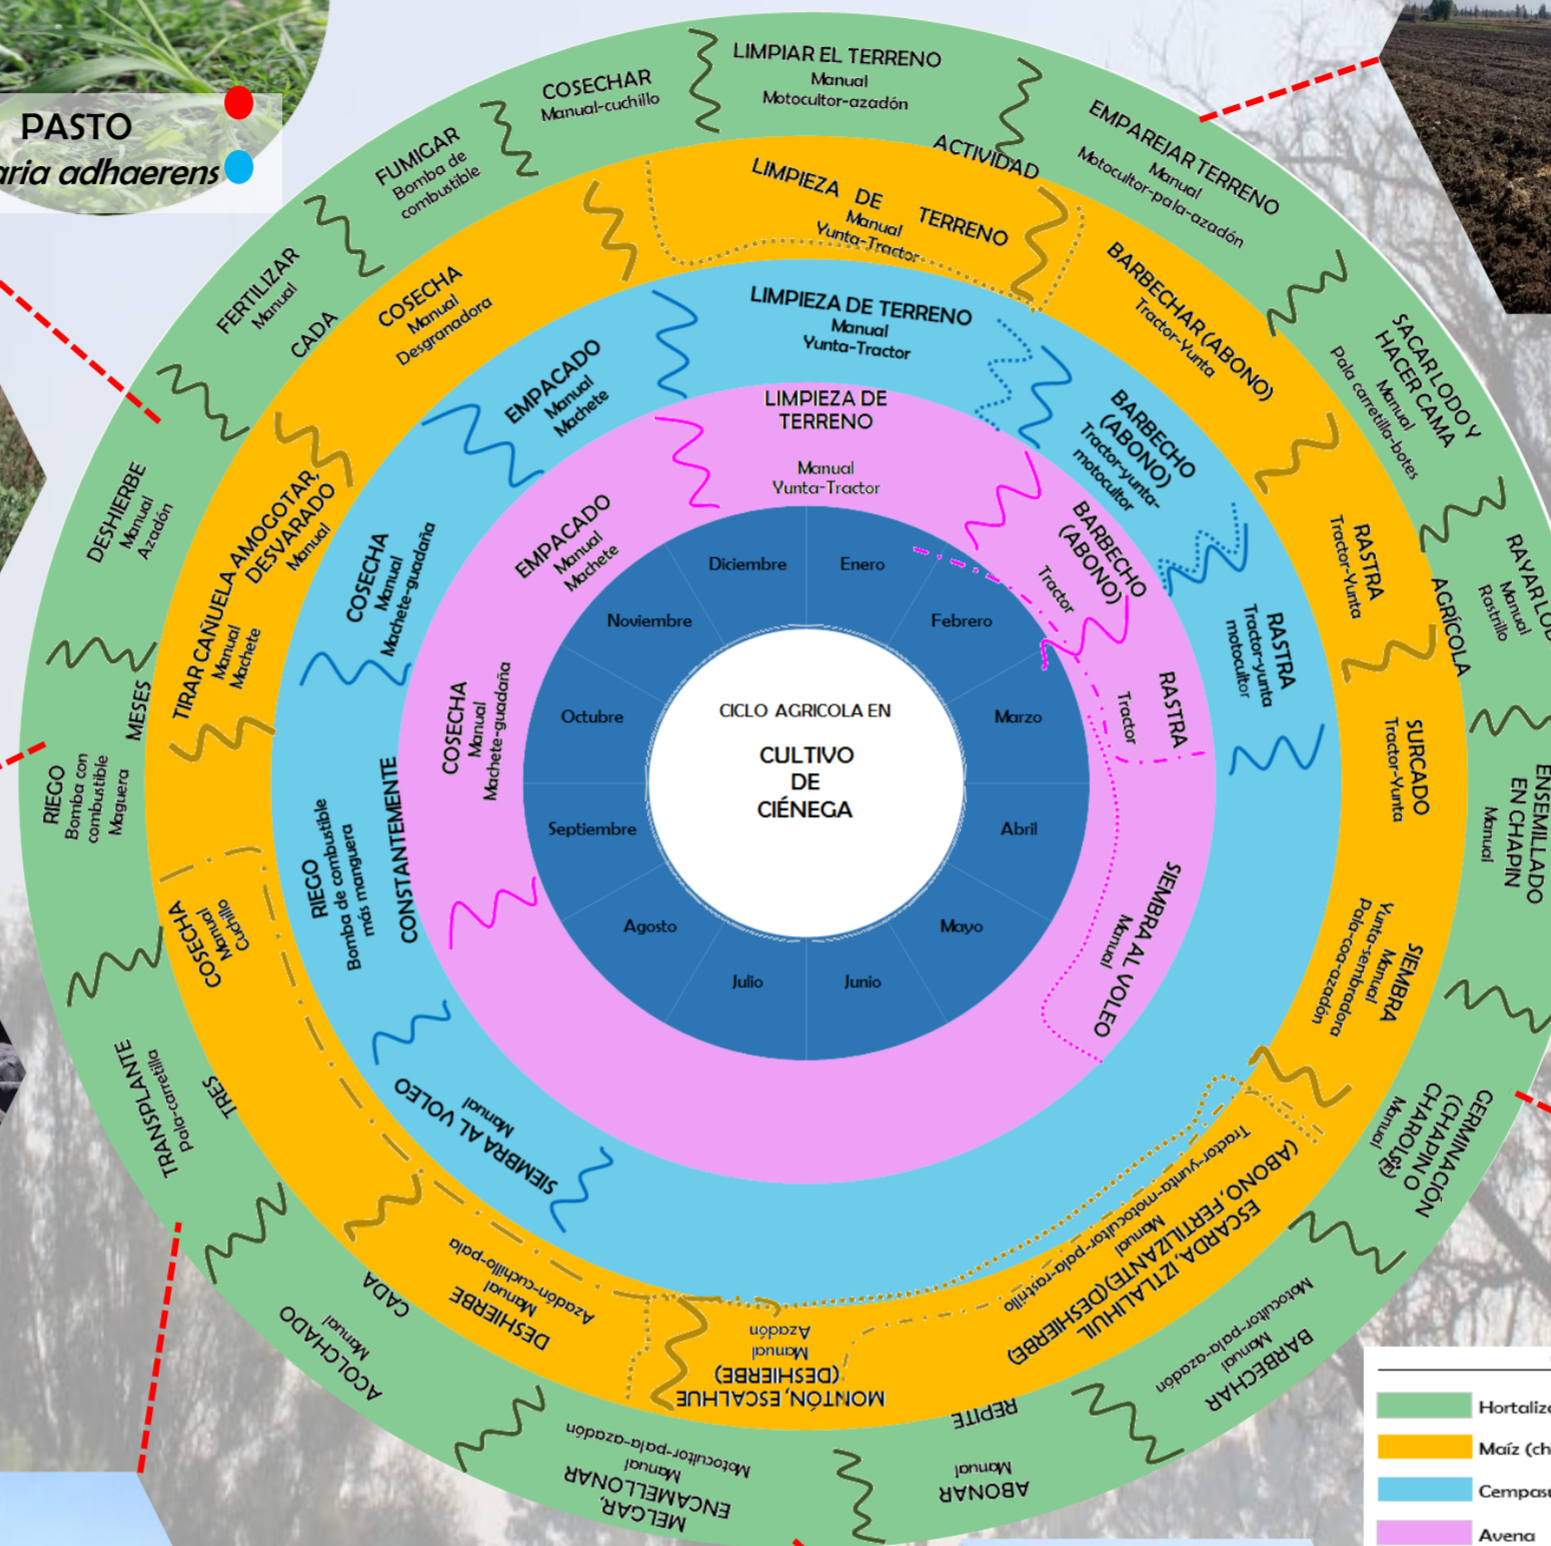 PASTO
aria adhaerens
LIMPIAR EL TERRENO
Manual
Motocultor-azadón
EMPAREJAR TERRENO
Manual
Motocultor-pala-azadón
SACAR LODO Y
HACER CAMA
Manual
Pala carretilla-botes
RAYAR LOD
Manual
Rastrillo
ENSEMILLADO
EN CHAPIN
Manual
GERMINACIÓN
(CHAPIN O
CHAROLSE)
Manual
BARBECHAR
Manual
Motocultor-pala-azadón
ABONAR
Manual
MELGAR,
ENCAMELLONAR
Manual
Motocultor-pala-azadón
ACOLCHADO
Manual
TRANSPLANTE
Pala-carretilla
RIEGO
Bomba con
combustible
Maguera
DESHIERBE
Manual
Azadón
FERTILIZAR
Manual
FUMIGAR
Bomba de
combustible
COSECHAR
Manual-cuchillo
ACTIVIDAD
AGRÍCOLA
REPITE
CADA
TRES
MESES
CADA
LIMPIEZA DE TERRENO
Manual
Yunta-Tractor
BARBECHAR (ABONO)
Tractor-Yunta
RASTRA
Tractor-Yunta
SURCADO
Tractor-Yunta
SIEMBRA
Manual
Yunta-sembradora
Pala-coa-azadón
ESCARDA, IZTLALIHUIL
(ABONO, FERTILIZANTE)(DESHIERBE)
Manual
Tractor-yunta-motocultor-pala-rastrillo
MONTÓN, ESCALHUE
(DESHIERBE)
Manual
Azadón
DESHIERBE
Manual
Azadón-cuchillo-pala
COSECHA
Manual
Cuchillo
TIRAR CAÑUELA, AMOGOTAR,
DESVARADO
Manual
Manual
Machete
COSECHA
Manual
Desgranadora
LIMPIEZA DE TERRENO
Manual
Yunta-Tractor
BARBECHO
(ABONO)
Tractor-yunta-
motocultor
RASTRA
Tractor-yunta
motocultor
SIEMBRA AL VOLEO
Manual
RIEGO
Bomba de combustible
más manguera
CONSTANTEMENTE
COSECHA
Manual
Machete-guadaña
EMPACADO
Manual
Machete
LIMPIEZA DE
TERRENO
Manual
Yunta-Tractor
BARBECHO
(ABONO)
Tractor
RASTRA
Tractor
SIEMBRA AL VOLEO
Manual
COSECHA
Manual
Machete-guadaña
EMPACADO
Manual
Machete
Enero
Febrero
Marzo
Abril
Mayo
Junio
Julio
Agosto
Septiembre
Octubre
Noviembre
Diciembre
CICLO AGRICOLA EN
CULTIVO
DE
CIÉNEGA
Hortaliz
Maíz (ch
Cempas
Avena